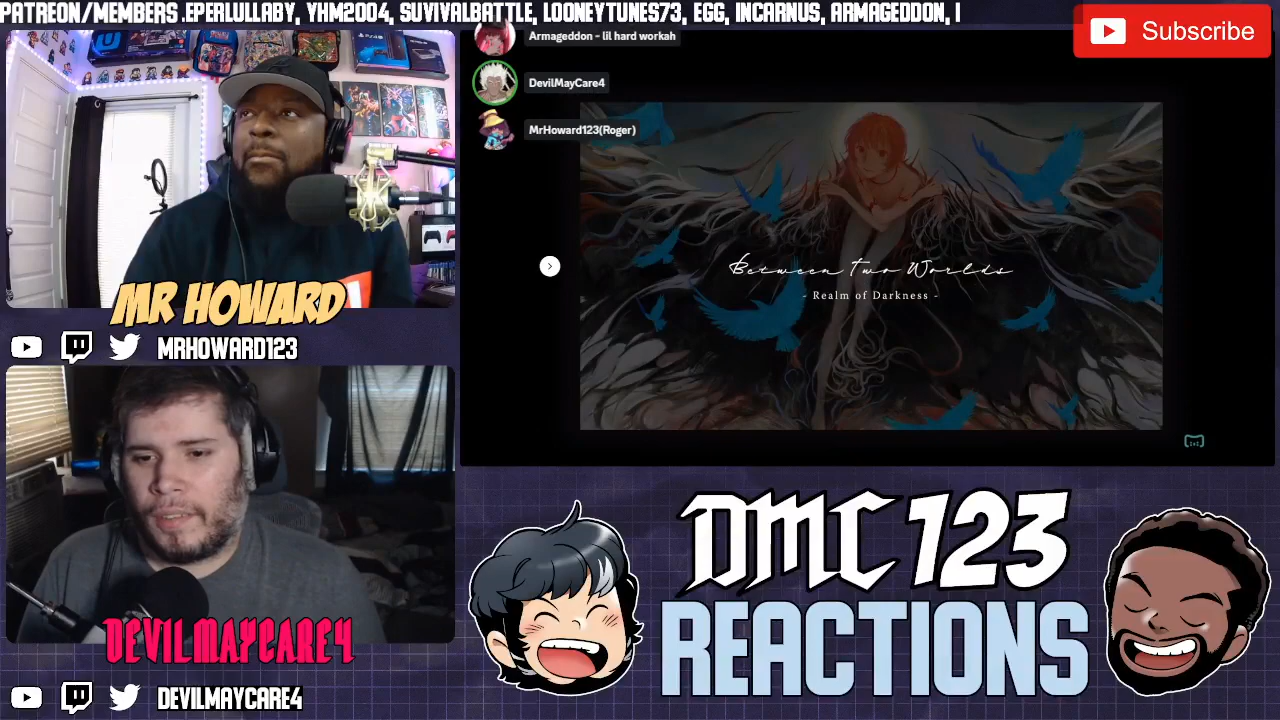 PATREON/MEMBERS .EPERLULLABY, YHM2004, SUVIVALBATTLE, LOONEYTUNES73, EGG, INCARNUS, ARMAGEDDON, I
Subscribe
Armageddon - lil hard workah
DevilMayCare4
MrHoward123(Roger)
Between two Worlds
- Realm of Darkness -
MR HOWARD
MRHOWARD123
DEVILMAYCARE4
DEVILMAYCARE4
DMC 123
REACTIONS